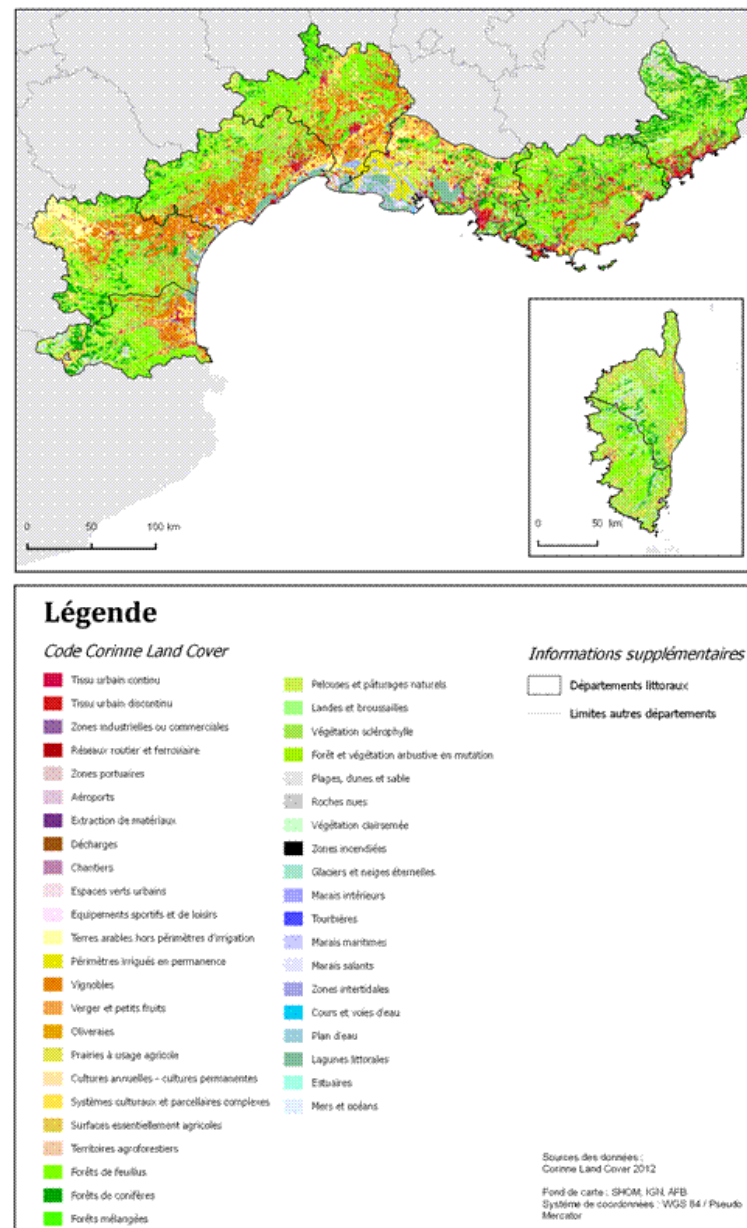 0 50 100 km
0 50 km
Légende
Code Corinne Land Cover
Tissu urbain continu
Tissu urbain discontinu
Zones industrielles ou commerciales
Réseaux routier et ferroviaire
Zones portuaires
Aéroports
Extraction de matériaux
Décharges
Chantiers
Espaces verts urbains
Equipements sportifs et de loisirs
Terres arables hors périmètres d'irrigation
Périmètres irrigués en permanence
Vignobles
Verger et petits fruits
Oliveraies
Prairies à usage agricole
Cultures annuelles - cultures permanentes
Systèmes culturaux et parcellaires complexes
Surfaces essentiellement agricoles
Territoires agroforestiers
Forêts de feuillus
Forêts de conifères
Forêts mélangées
Pelouses et pâturages naturels
Landes et broussailles
Végétation sclérophylle
Forêt et végétation arbustive en mutation
Plages, dunes et sable
Roches nues
Végétation clairsemée
Zones incendiées
Glaciers et neiges éternelles
Marais intérieurs
Tourbières
Marais maritimes
Marais salants
Zones intertidales
Cours et voies d'eau
Plan d'eau
Lagunes littorales
Estuaires
Mers et océans
Informations supplémentaires
Départements littoraux
Limites autres départements
Sources des données :
Corinne Land Cover 2012
Fond de carte : SHOM, IGN, AFB
Système de coordonnées : WGS 84 / Pseudo
Mercator